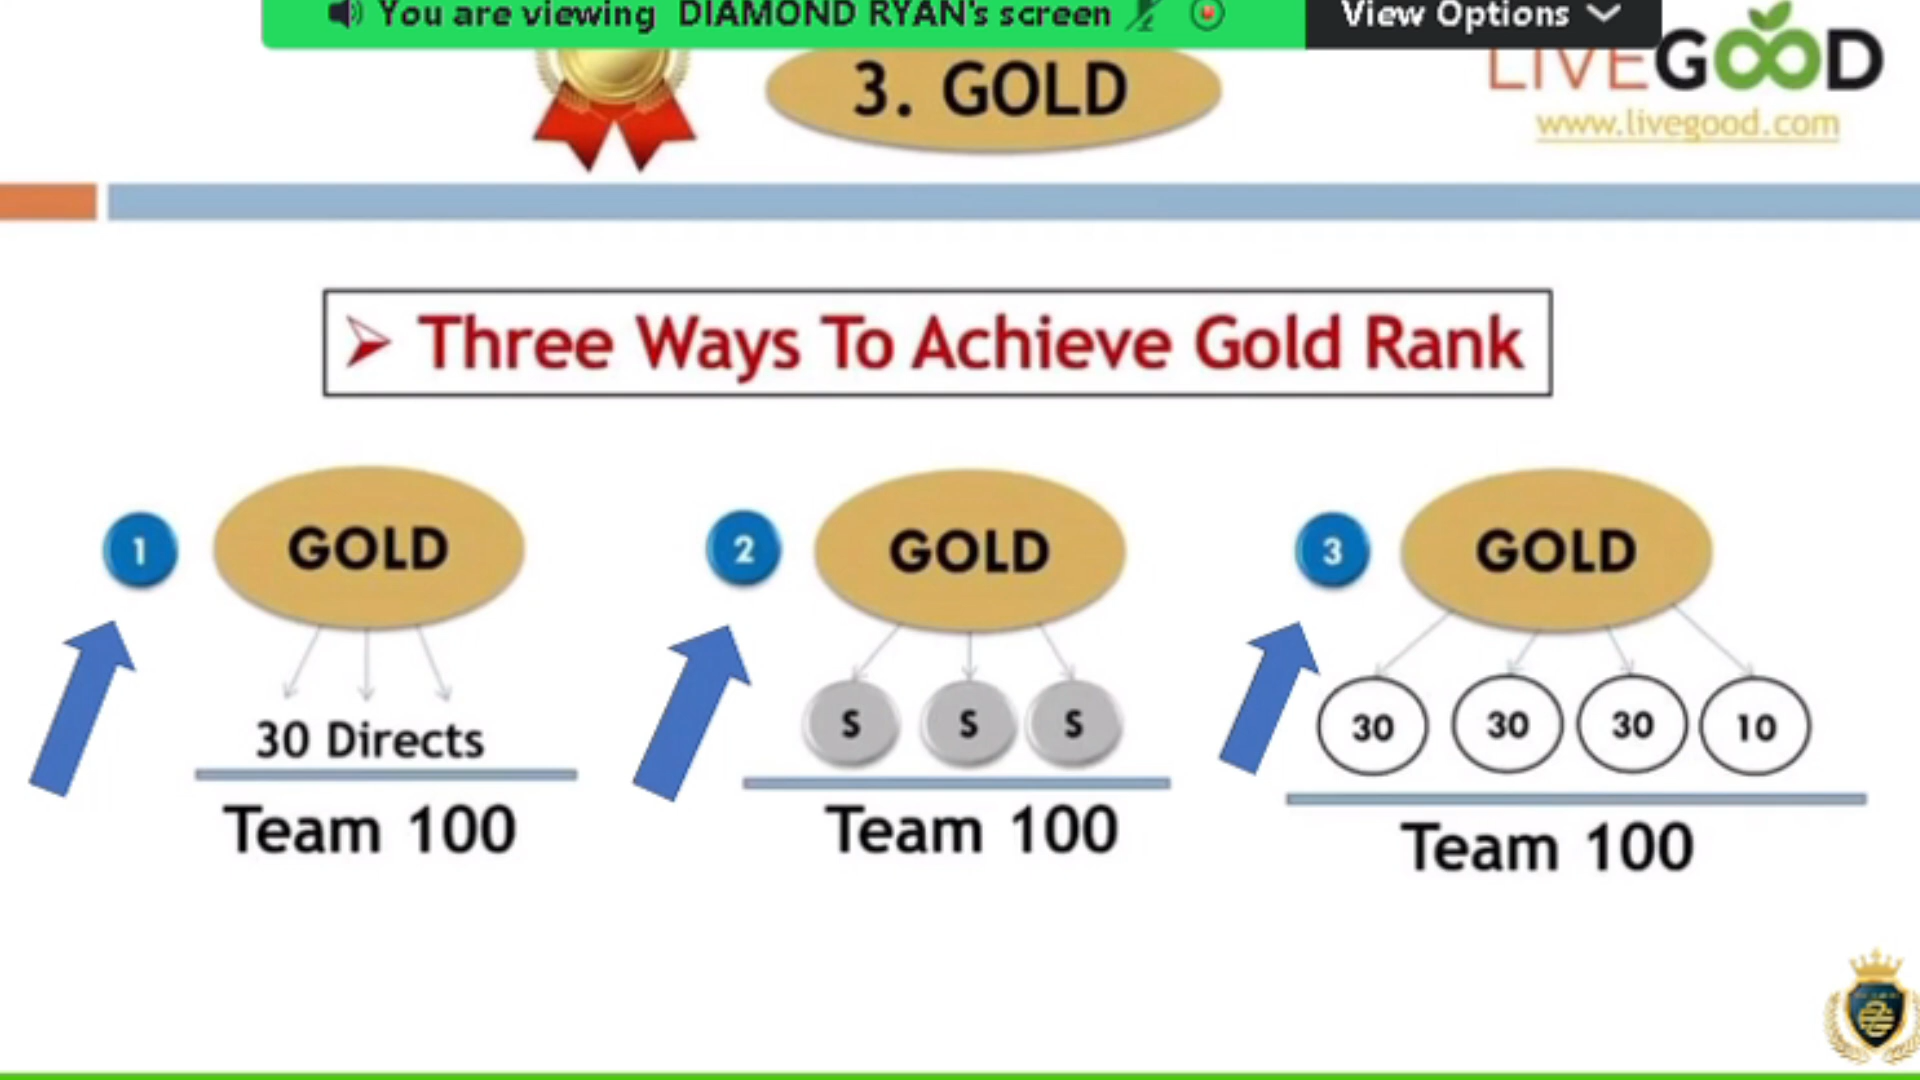 You are viewing DIAMOND RYAN's screen
View Options
3. GOLD
LIVEGOOD
www.livegood.com
Three Ways To Achieve Gold Rank
1 GOLD
30 Directs
Team 100
2 GOLD
S S S
Team 100
3 GOLD
30 30 30 10
Team 100